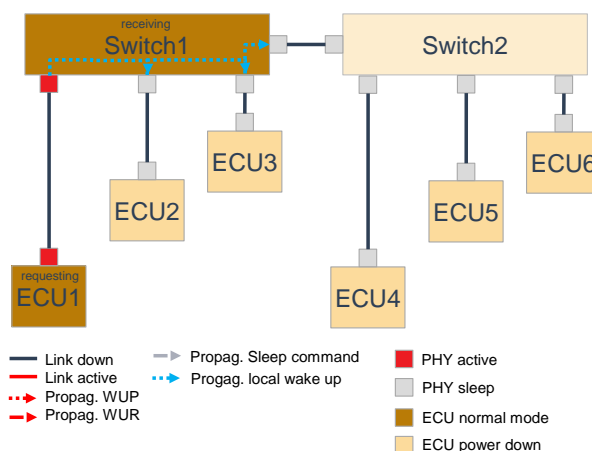 receiving
Switch1
Switch2
ECU3
ECU6
ECU2
ECU5
requesting
ECU1
ECU4
Link down
Link active
Propag. WUP
Propag. WUR
Propag. Sleep command
Progag. local wake up
PHY active
PHY sleep
ECU normal mode
ECU power down